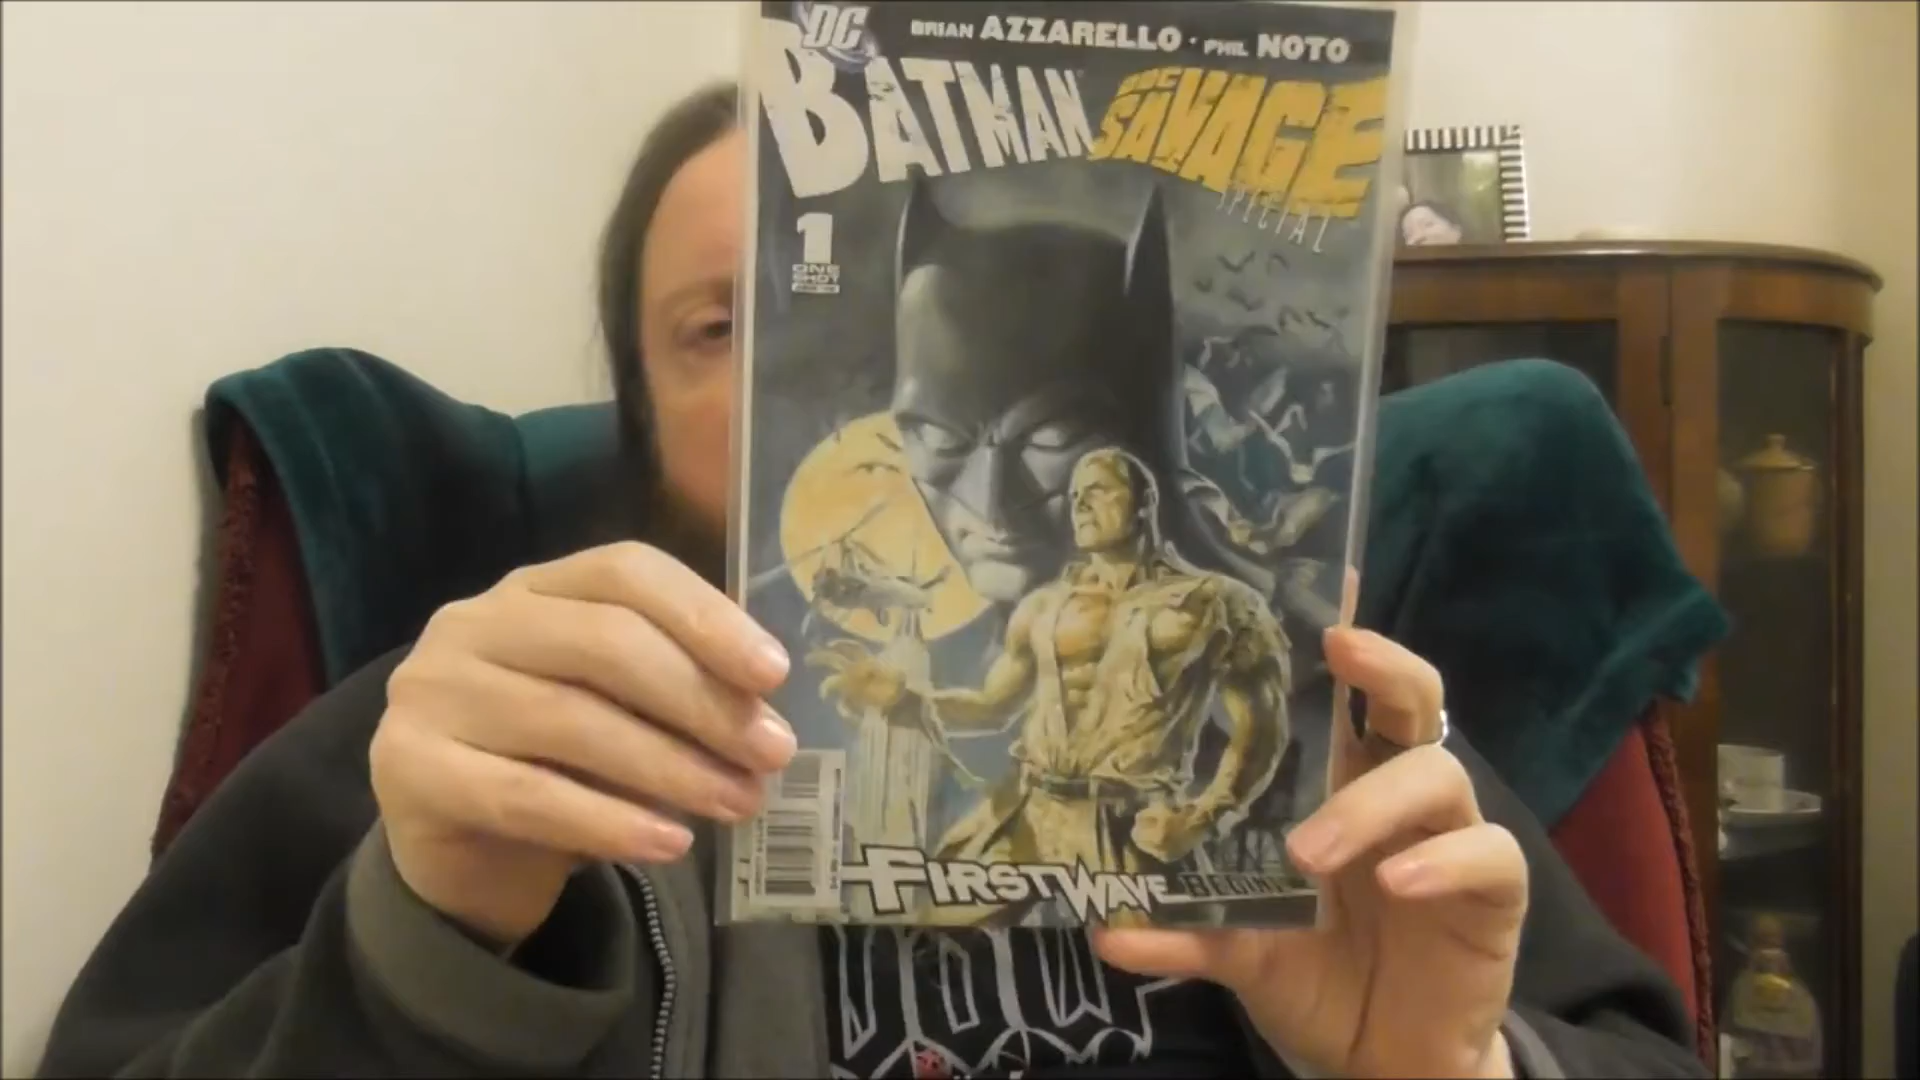 DC
BRIAN AZZARELLO · PHIL NOTO
BATMAN
DOC SAVAGE
SPECIAL
1
ONE
SHOT
FIRST WAVE BEGINS